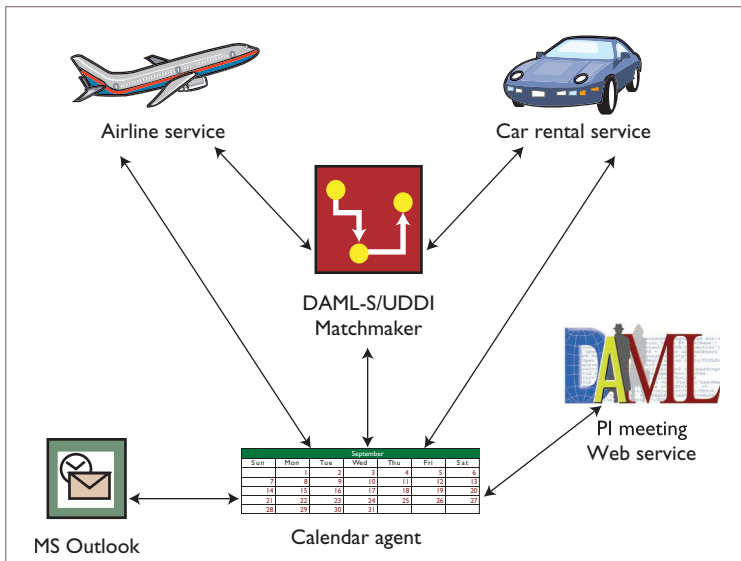 Airline service
Car rental service
DAML-S/UDDI
Matchmaker
DAML
PI meeting
Web service
September
Sun Mon Tue Wed Thu Fri Sat
1 2 3 4 5 6
7 8 9 10 11 12 13
14 15 16 17 18 19 20
21 22 23 24 25 26 27
28 29 30 31
MS Outlook
Calendar agent